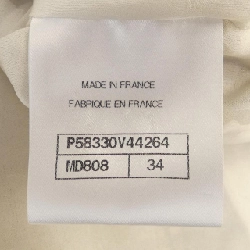 MADE IN FRANCE
FABRIQUE EN FRANCE
P58330V44264
MD808 34